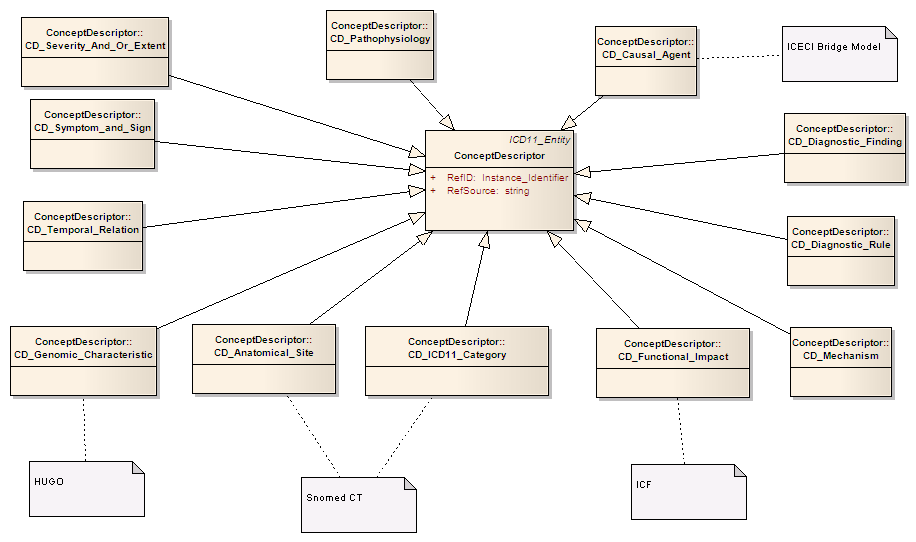 ConceptDescriptor::
CD_Severity_And_Or_Extent
ConceptDescriptor::
CD_Pathophysiology
ConceptDescriptor::
CD_Causal_Agent
ICECI Bridge Model
ConceptDescriptor::
CD_Symptom_and_Sign
ICD11_Entity
ConceptDescriptor
+ RefID: Instance_Identifier
+ RefSource: string
ConceptDescriptor::
CD_Diagnostic_Finding
ConceptDescriptor::
CD_Temporal_Relation
ConceptDescriptor::
CD_Diagnostic_Rule
ConceptDescriptor::
CD_Genomic_Characteristic
ConceptDescriptor::
CD_Anatomical_Site
ConceptDescriptor::
CD_ICD11_Category
ConceptDescriptor::
CD_Functional_Impact
ConceptDescriptor::
CD_Mechanism
HUGO
Snomed CT
ICF